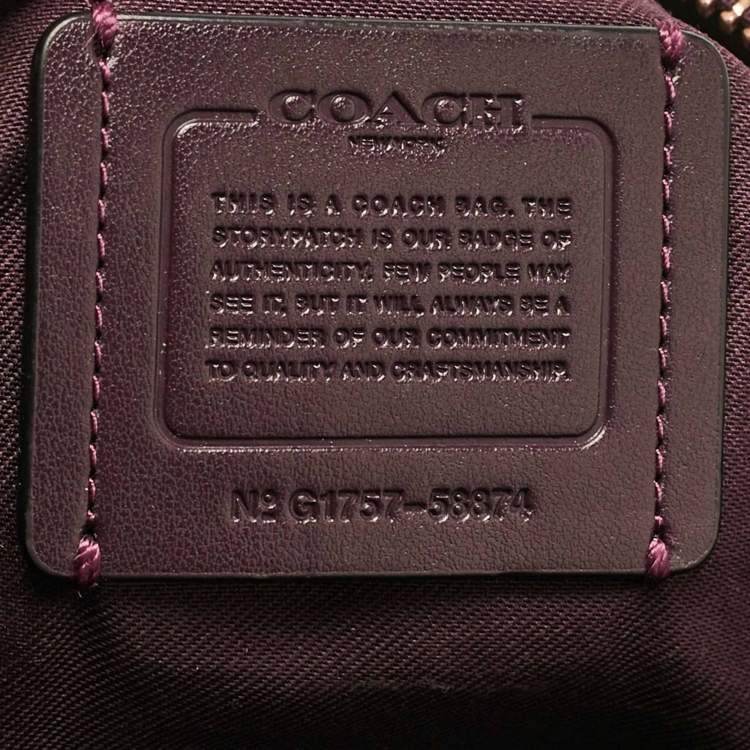 COACH
NEW YORK
THIS IS A COACH BAG. THE
STORYPATCH IS OUR BADGE OF
AUTHENTICITY. FEW PEOPLE MAY
SEE IT, BUT IT WILL ALWAYS BE A
REMINDER OF OUR COMMITMENT
TO QUALITY AND CRAFTSMANSHIP.
Nº G1757-58874